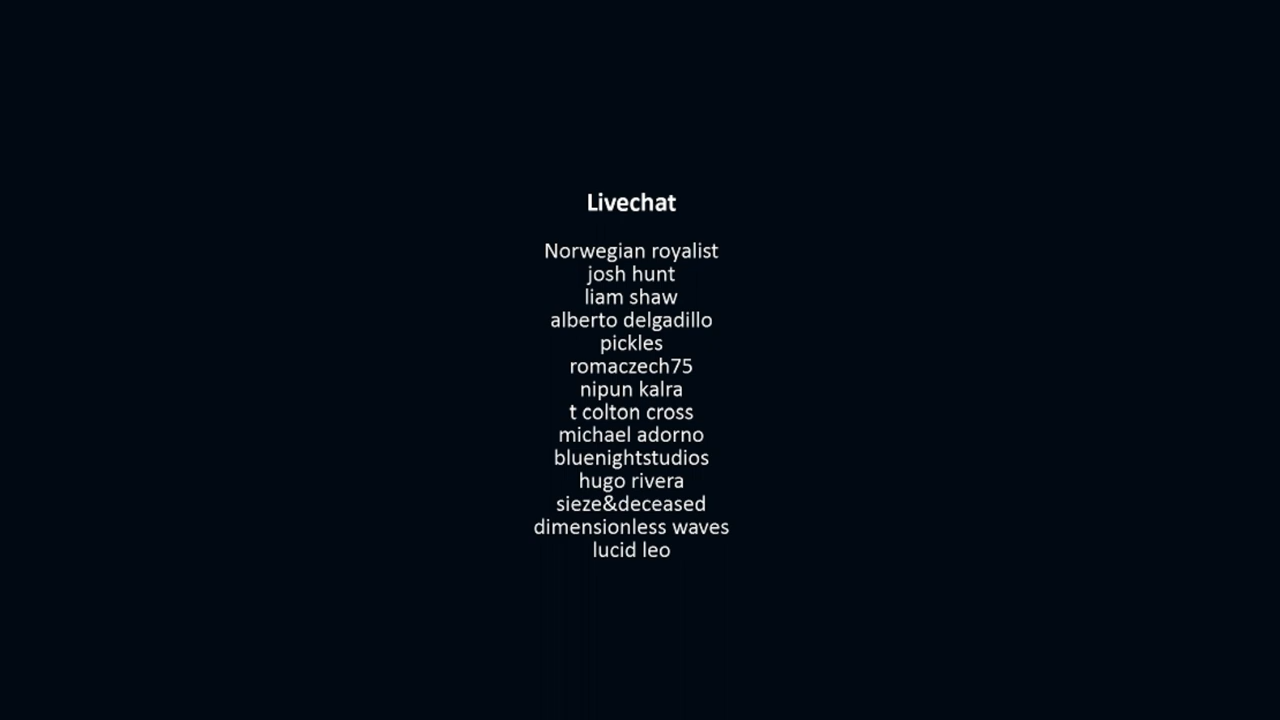 Livechat
Norwegian royalist
josh hunt
liam shaw
alberto delgadillo
pickles
romaczech75
nipun kalra
t colton cross
michael adorno
bluenightstudios
hugo rivera
sieze&deceased
dimensionless waves
lucid leo